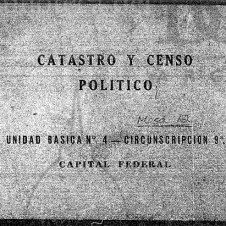 CATASTRO Y CENSO
POLITICO
UNIDAD BASICA Nº 4 — CIRCUNSCRIPCION 9ª
CAPITAL FEDERAL